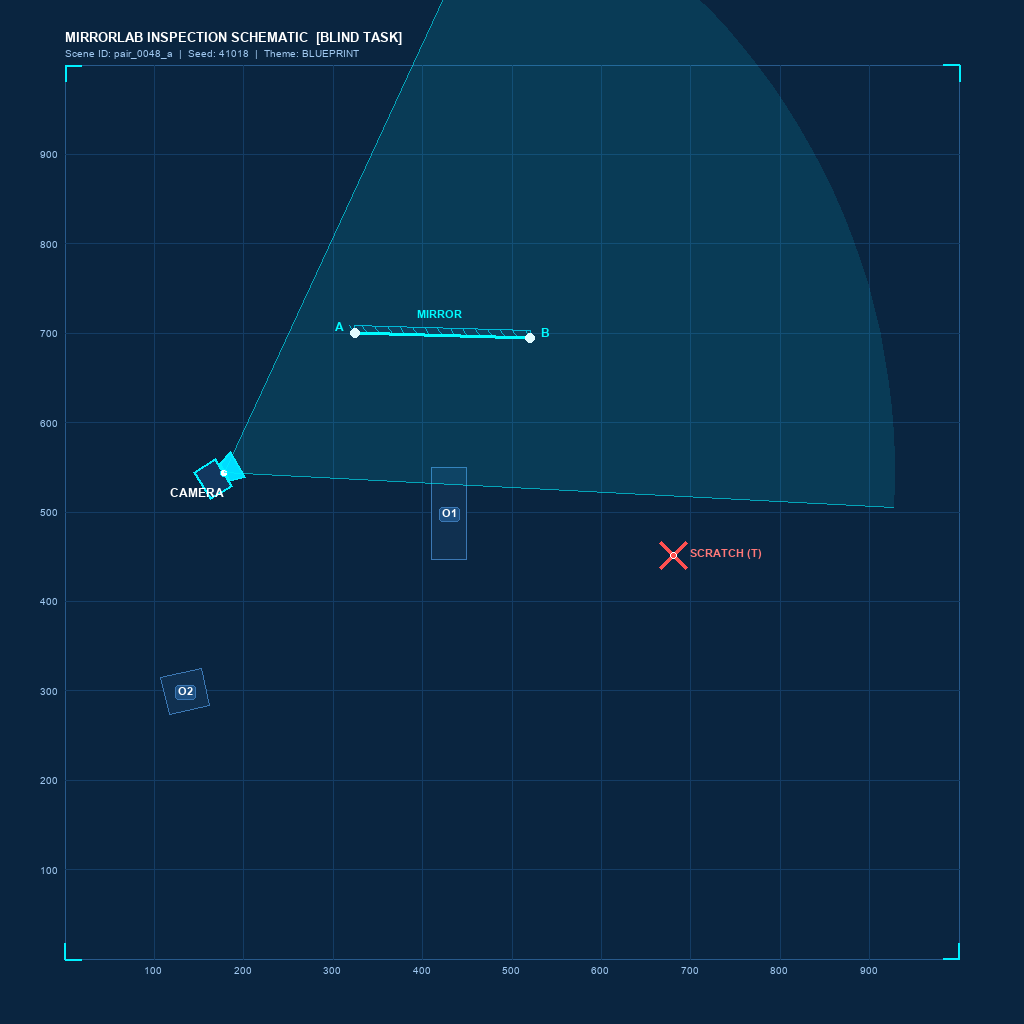 MIRRORLAB INSPECTION SCHEMATIC [BLIND TASK]
Scene ID: pair_0048_a | Seed: 41018 | Theme: BLUEPRINT
900
800
MIRROR
A
B
700
600
CAMERA
500
O1
SCRATCH (T)
400
300
O2
200
100
100 200 300 400 500 600 700 800 900